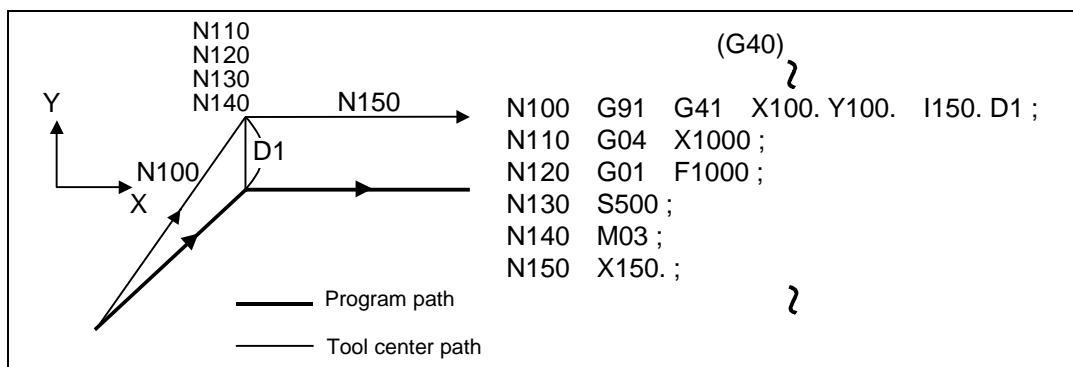 N110
N120
N130
N140
N150
Y
D1
N100
X
Program path
Tool center path
(G40)
N100 G91 G41 X100. Y100. I150. D1 ;
N110 G04 X1000 ;
N120 G01 F1000 ;
N130 S500 ;
N140 M03 ;
N150 X150. ;